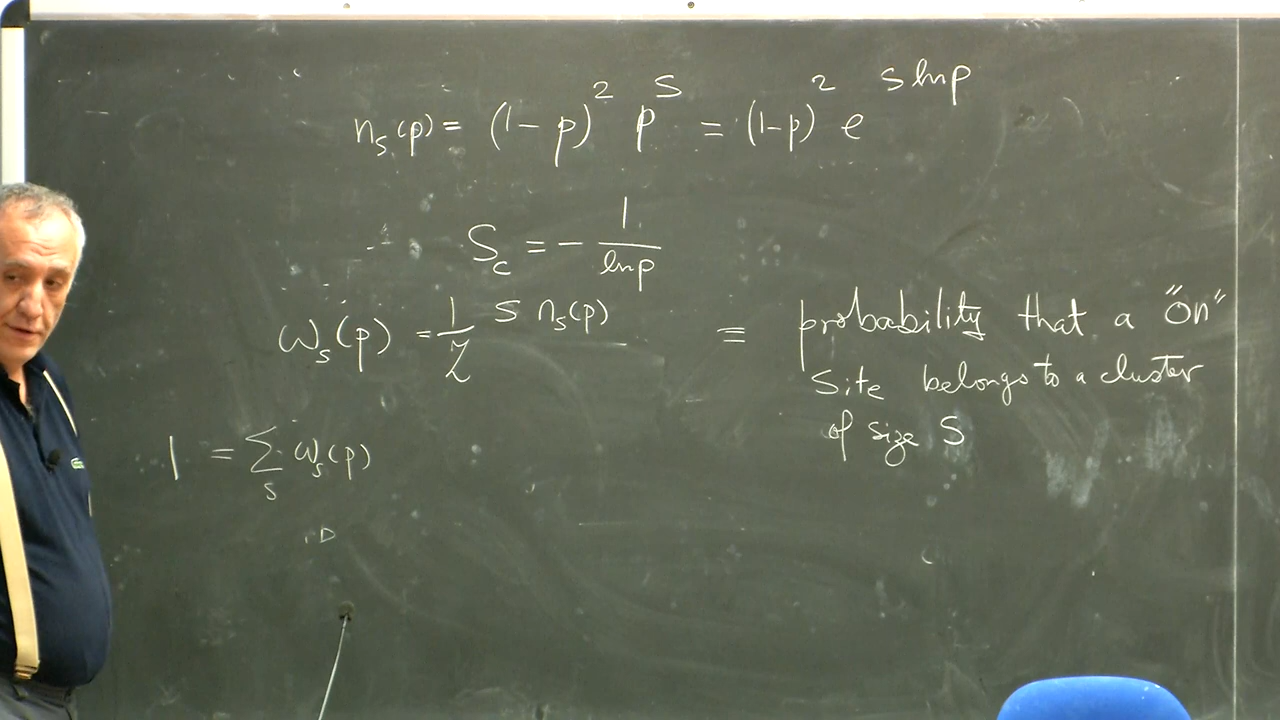 n_s(p) = (1-p)^2 p^s = (1-p)^2 e^{s ln p}
S_c = - 1/ln p
ω_s(p) = 1/Z s n_s(p) ≡ probability that a "on"
site belongs to a cluster
of size S
1 = Σ_s ω_s(p)